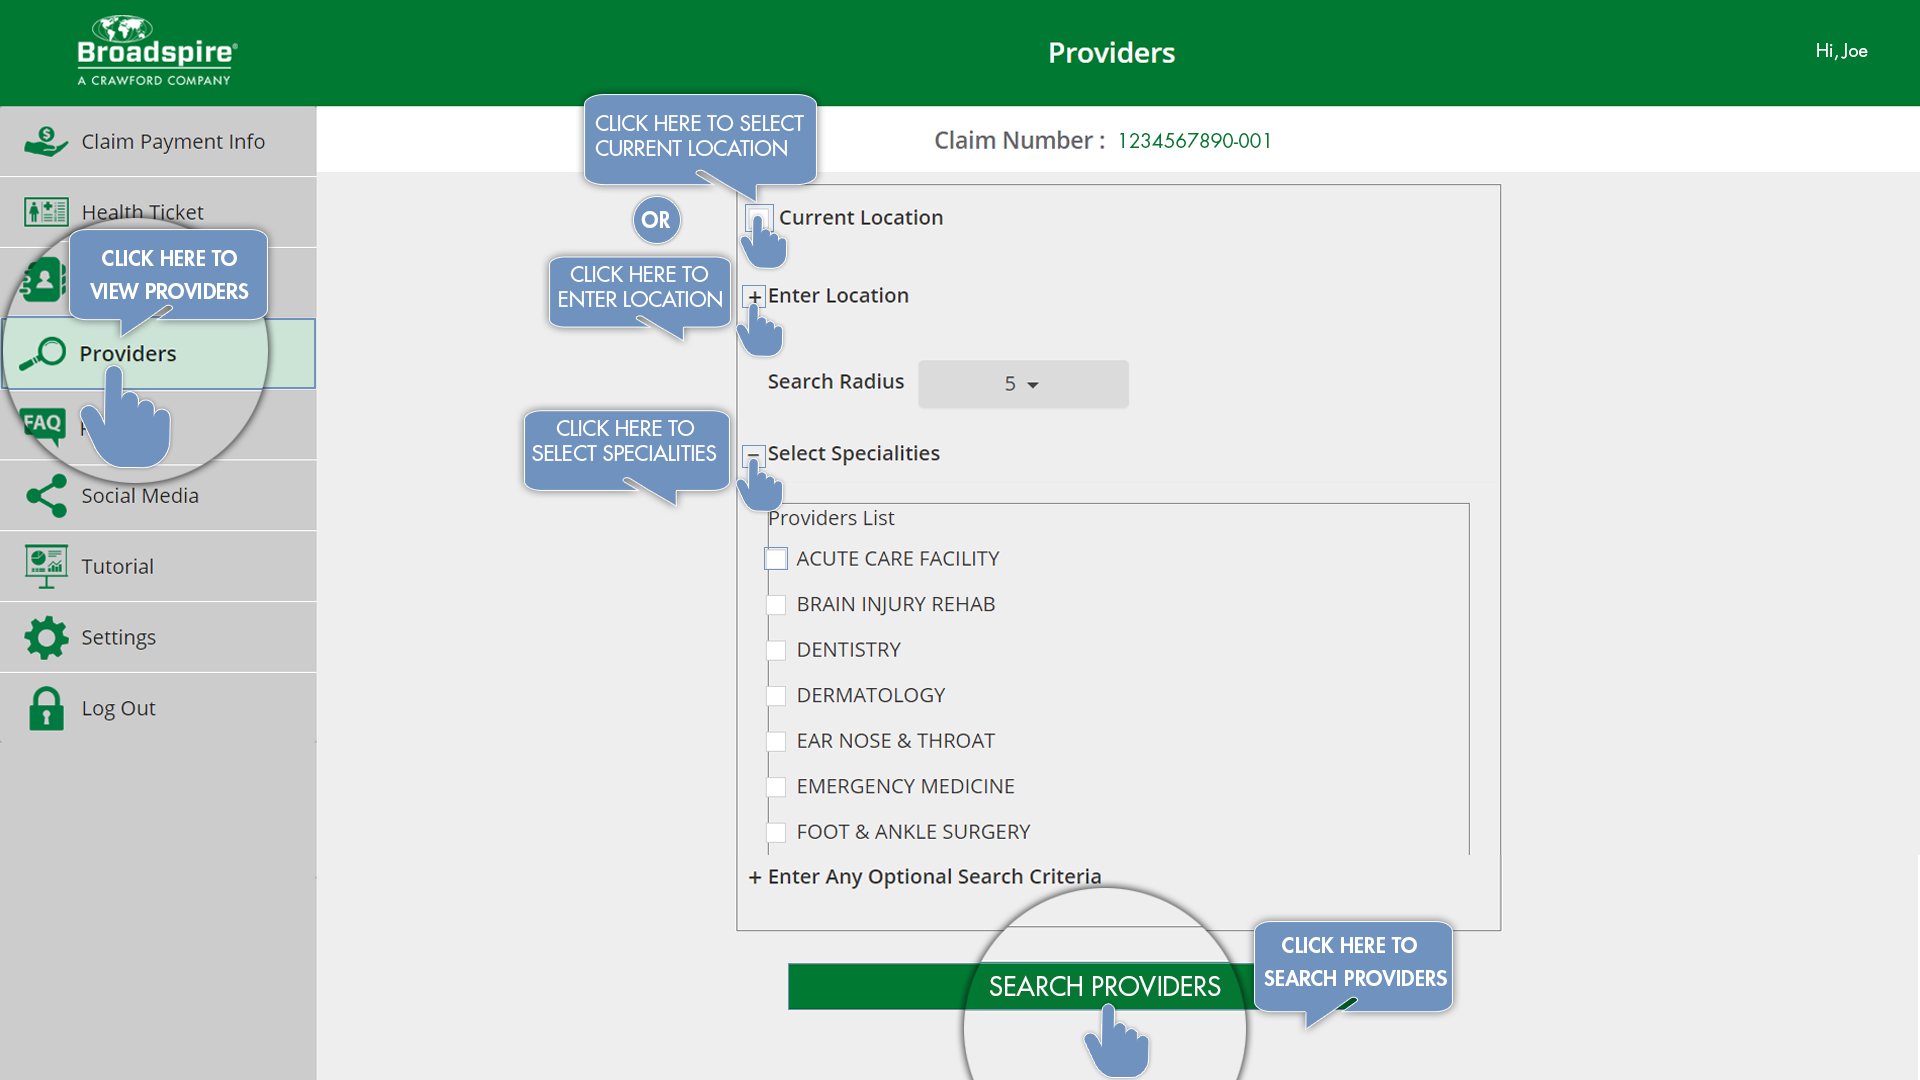 Broadspire®
A CRAWFORD COMPANY
Providers
Hi, Joe
Claim Payment Info
Health Ticket
CLICK HERE TO
VIEW PROVIDERS
Providers
FAQ
Social Media
Tutorial
Settings
Log Out
CLICK HERE TO SELECT
CURRENT LOCATION
Claim Number : 1234567890-001
OR
Current Location
CLICK HERE TO
ENTER LOCATION
+ Enter Location
Search Radius 5
CLICK HERE TO
SELECT SPECIALITIES
− Select Specialities
Providers List
ACUTE CARE FACILITY
BRAIN INJURY REHAB
DENTISTRY
DERMATOLOGY
EAR NOSE & THROAT
EMERGENCY MEDICINE
FOOT & ANKLE SURGERY
+ Enter Any Optional Search Criteria
SEARCH PROVIDERS
CLICK HERE TO
SEARCH PROVIDERS